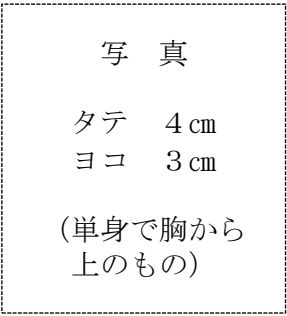 写　真
タテ　４㎝
ヨコ　３㎝
（単身で胸から
上のもの）